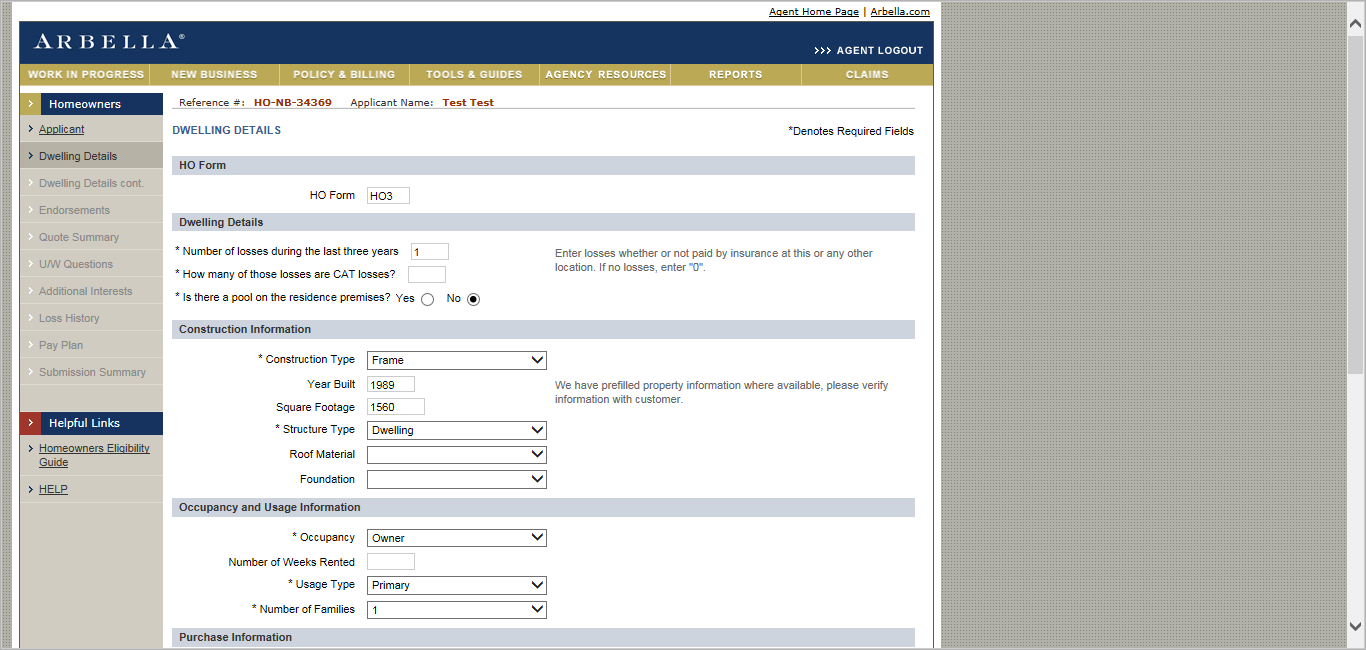 Agent Home Page | Arbella.com
ARBELLA®
>>> AGENT LOGOUT
WORK IN PROGRESS NEW BUSINESS POLICY & BILLING TOOLS & GUIDES AGENCY RESOURCES REPORTS CLAIMS
Homeowners
Applicant
Dwelling Details
Dwelling Details cont.
Endorsements
Quote Summary
U/W Questions
Additional Interests
Loss History
Pay Plan
Submission Summary
Helpful Links
Homeowners Eligibility
Guide
HELP
Reference #: HO-NB-34369 Applicant Name: Test Test
DWELLING DETAILS
*Denotes Required Fields
HO Form
HO Form HO3
Dwelling Details
* Number of losses during the last three years 1
Enter losses whether or not paid by insurance at this or any other
location. If no losses, enter "0".
* How many of those losses are CAT losses?
* Is there a pool on the residence premises? Yes No
Construction Information
* Construction Type Frame
Year Built 1989
We have prefilled property information where available, please verify
information with customer.
Square Footage 1560
* Structure Type Dwelling
Roof Material
Foundation
Occupancy and Usage Information
* Occupancy Owner
Number of Weeks Rented
* Usage Type Primary
* Number of Families 1
Purchase Information